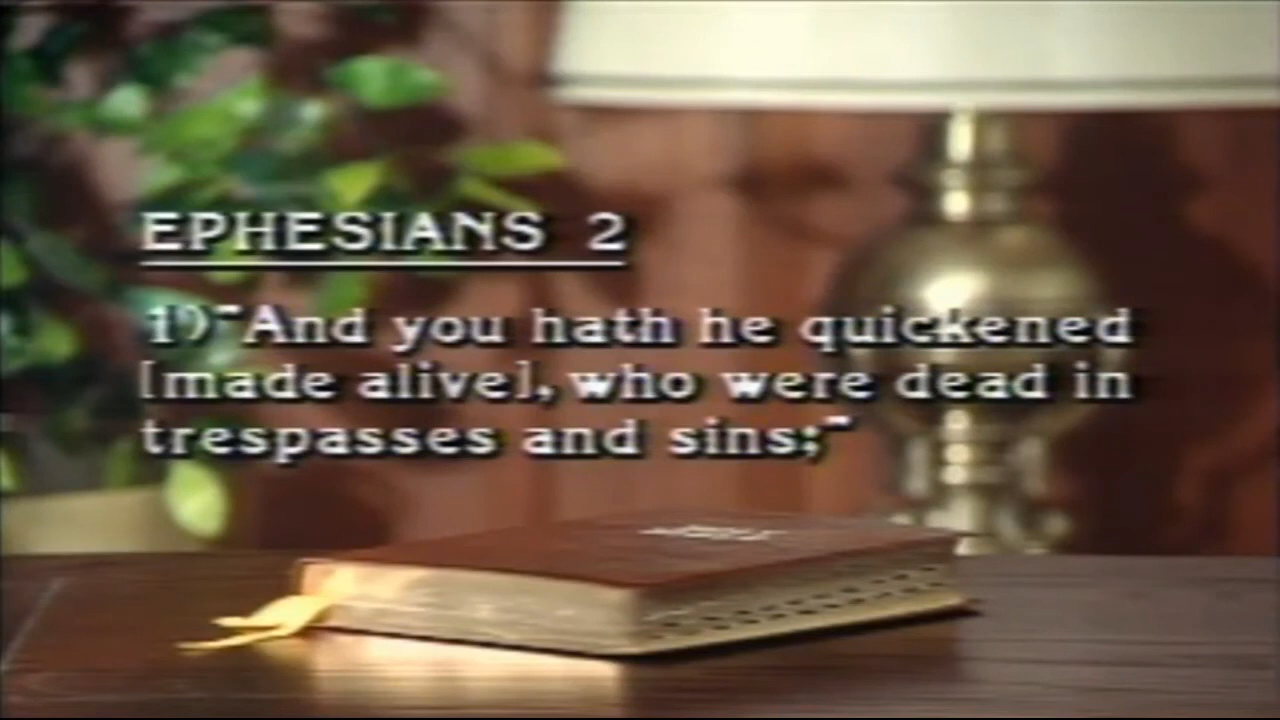 EPHESIANS 2
1) "And you hath he quickened
[made alive], who were dead in
trespasses and sins;"